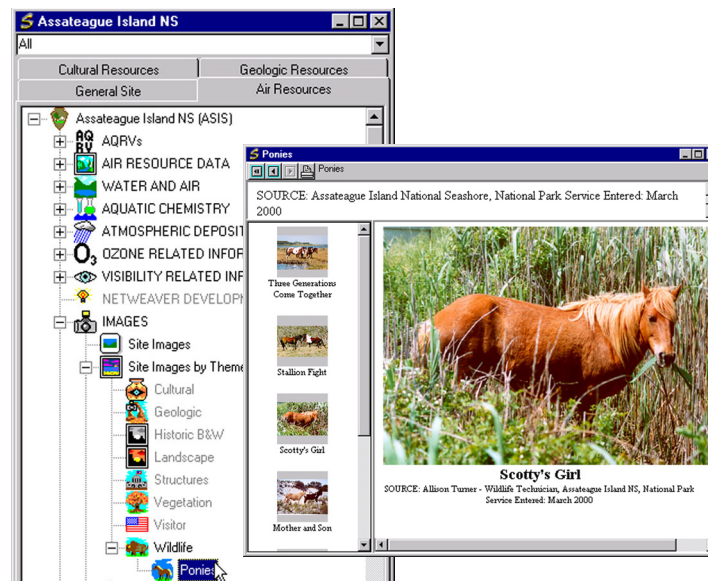 Assateague Island NS
All
Cultural Resources
Geologic Resources
General Site
Air Resources
Assateague Island NS (ASIS)
AQ
RV
AQRVs
AIR RESOURCE DATA
WATER AND AIR
AQUATIC CHEMISTRY
ATMOSPHERIC DEPOSIT
O3 OZONE RELATED INFOR
VISIBILITY RELATED INF
NETWEAVER DEVELOP
IMAGES
Site Images
Site Images by Theme
Cultural
Geologic
Historic B&W
Landscape
Structures
Vegetation
Visitor
Wildlife
Ponies
Ponies
Ponies
SOURCE: Assateague Island National Seashore, National Park Service Entered: March
2000
Three Generations
Come Together
Stallion Fight
Scotty's Girl
Mother and Son
Scotty's Girl
SOURCE: Allison Turner - Wildlife Technician, Assateague Island NS, National Park
Service Entered: March 2000